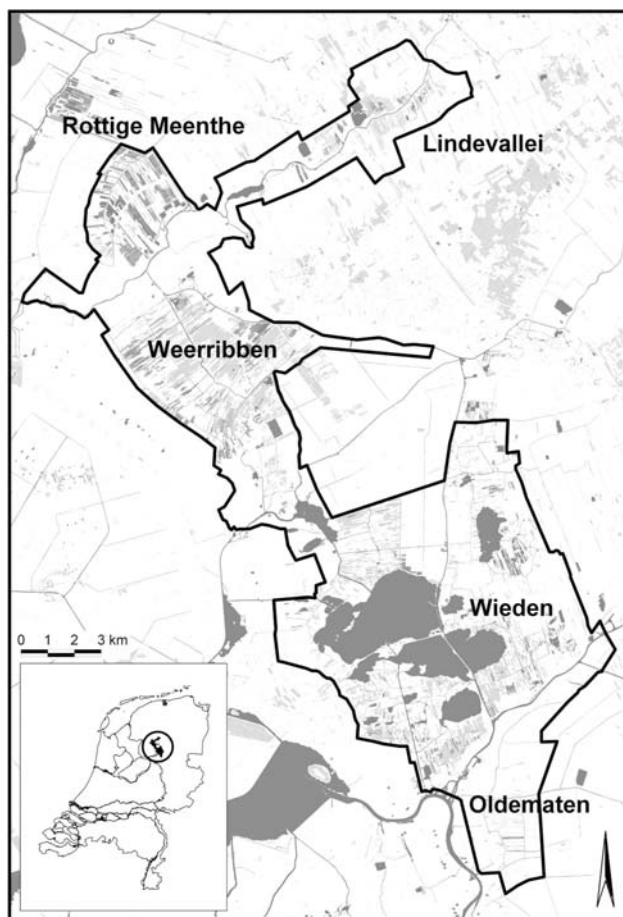 Rottige Meenthe
Lindevallei
Weerribben
Wieden
0 1 2 3 km
Oldematen